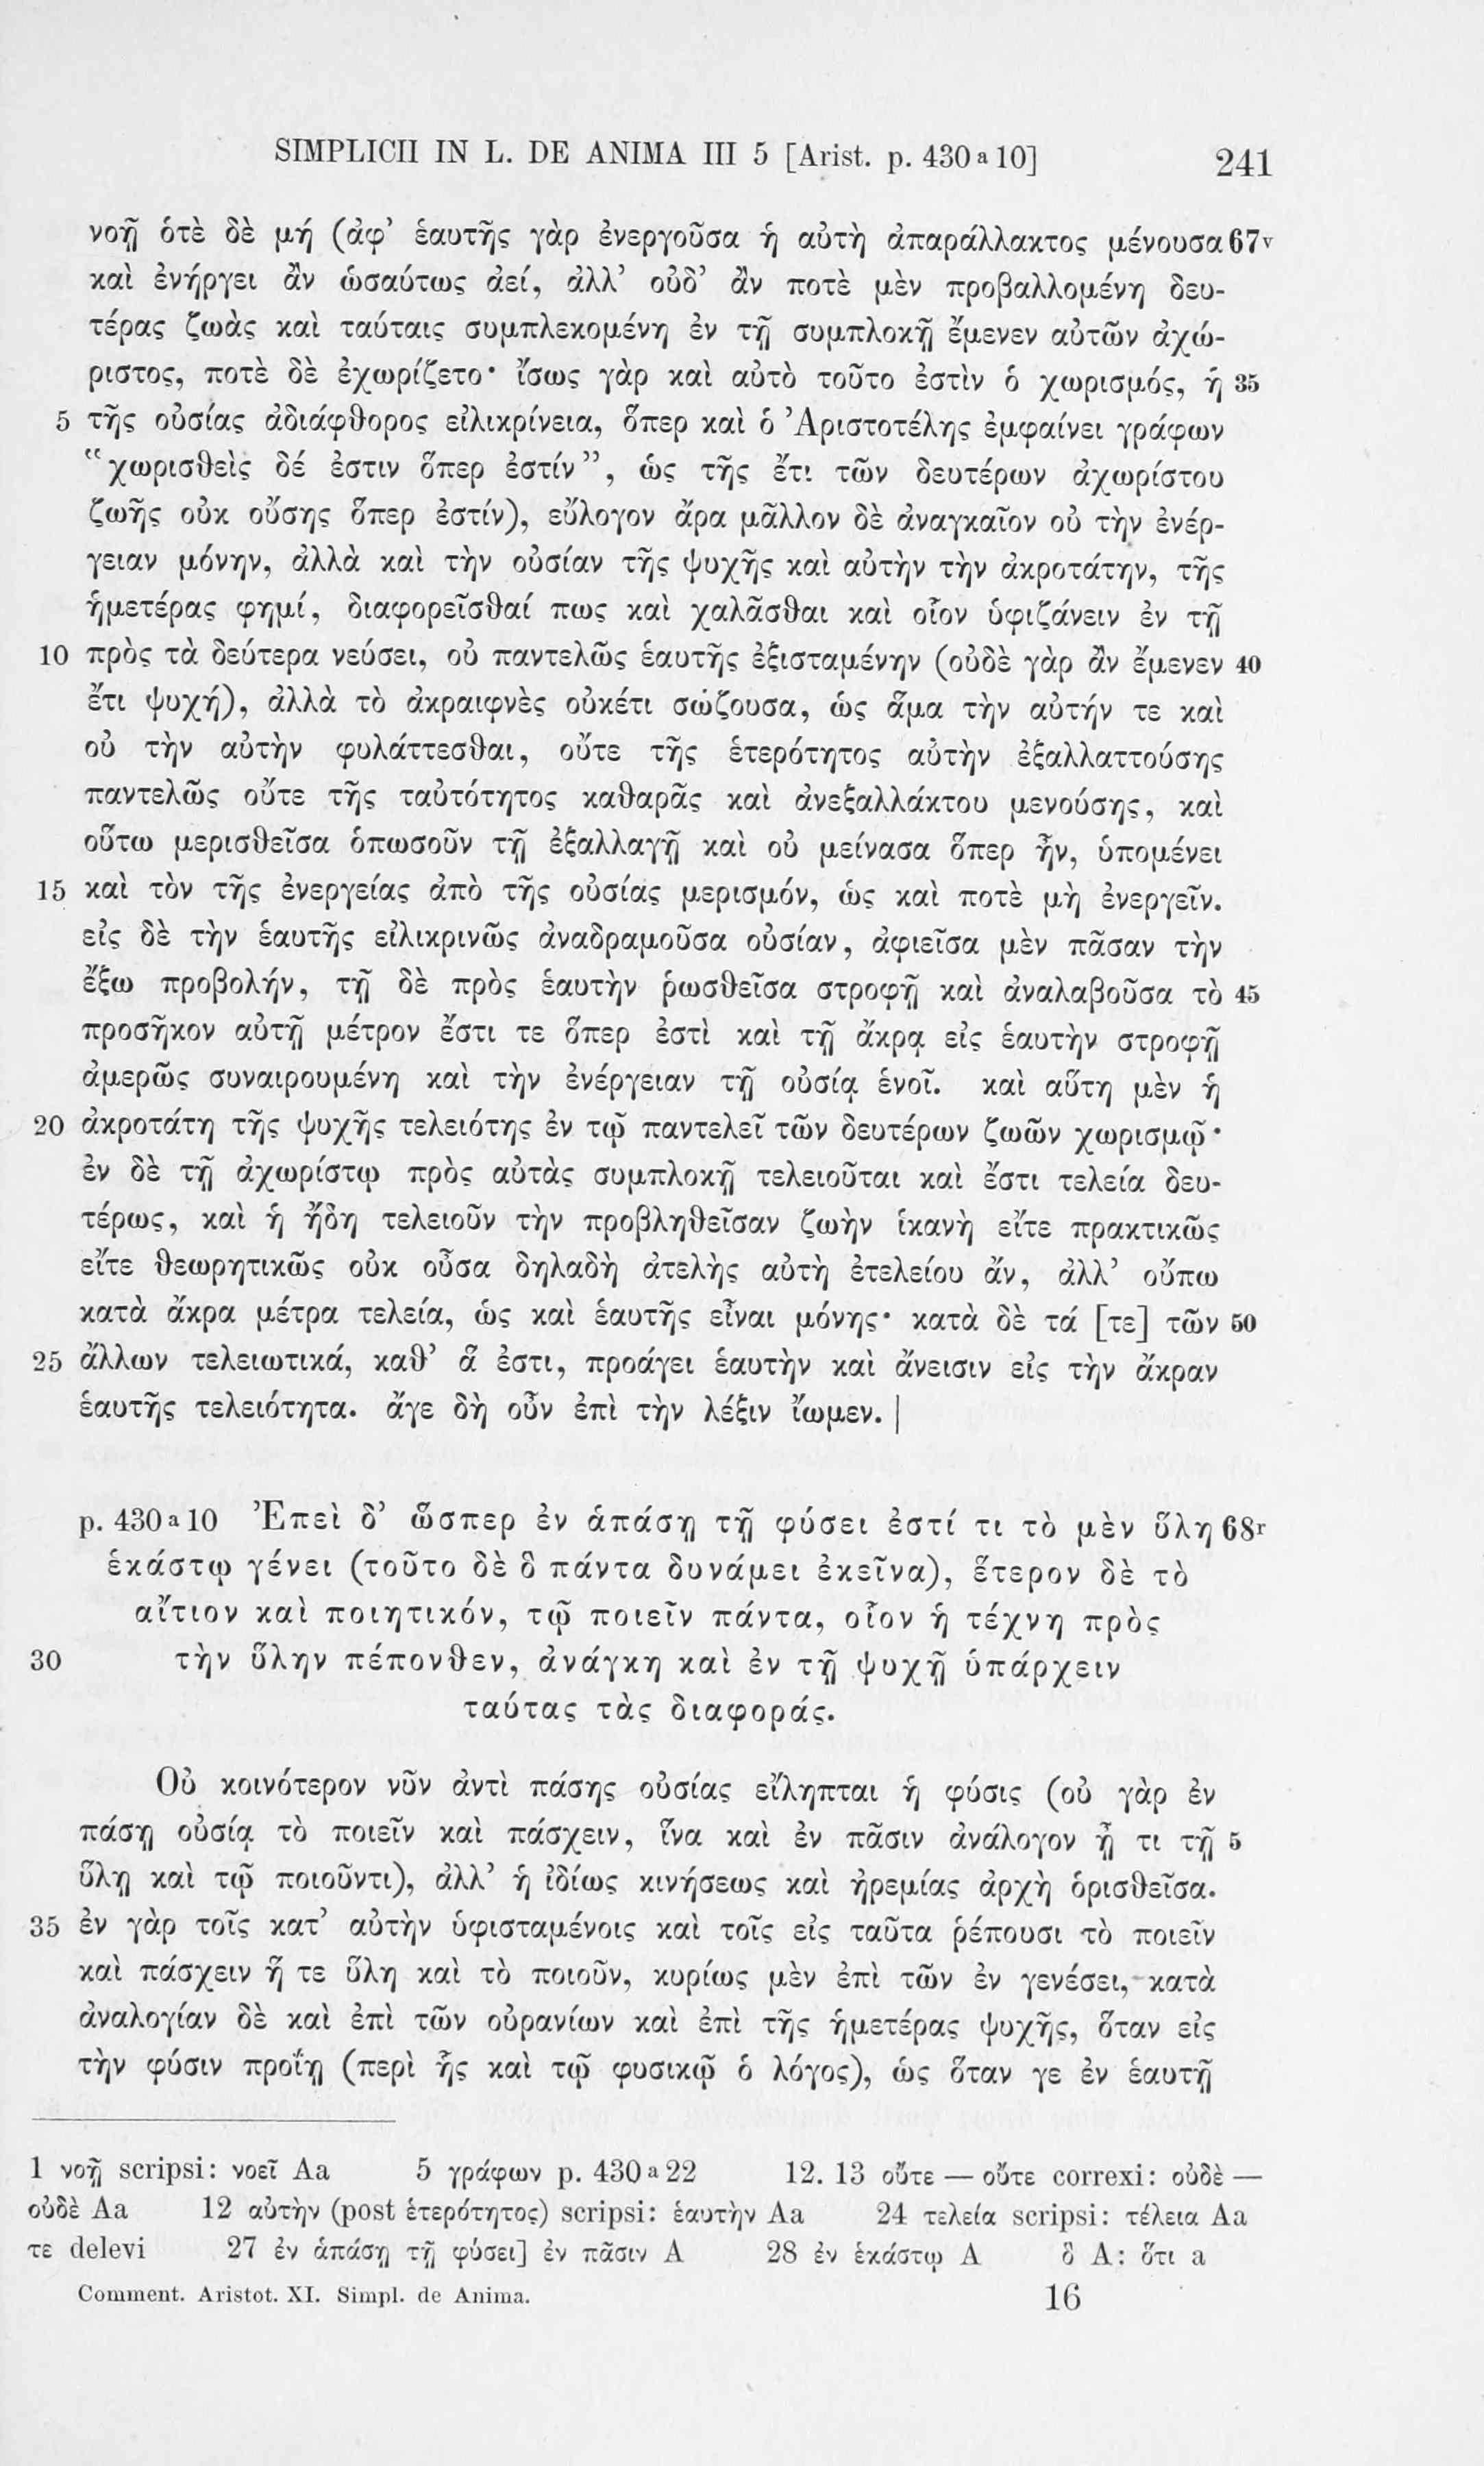 SIMPLICII IN L. DE ANIMA III 5 [Arist. p. 430 a 10] 241
νοῇ ὁτὲ δὲ μή (ἀφ’ ἑαυτῆς γὰρ ἐνεργοῦσα ἡ αὐτὴ ἀπαράλλακτος μένουσα 67v
καὶ ἐνήργει ἂν ὡσαύτως ἀεί, ἀλλ’ οὐδ’ ἂν ποτὲ μὲν προβαλλομένη δευ-
τέρας ζωὰς καὶ ταύταις συμπλεκομένη ἐν τῇ συμπλοκῇ ἔμενεν αὐτῶν ἀχώ-
ριστος, ποτὲ δὲ ἐχωρίζετο· ἴσως γὰρ καὶ αὐτὸ τοῦτο ἐστὶν ὁ χωρισμός, ἡ 35
5 τῆς οὐσίας ἀδιάφθορος εἰλικρίνεια, ὅπερ καὶ ὁ Ἀριστοτέλης ἐμφαίνει γράφων
“χωρισθεὶς δέ ἐστιν ὅπερ ἐστίν”, ὡς τῆς ἔτι τῶν δευτέρων ἀχωρίστου
ζωῆς οὐκ οὔσης ὅπερ ἐστίν), εὔλογον ἄρα μᾶλλον δὲ ἀναγκαῖον οὐ τὴν ἐνέρ-
γειαν μόνην, ἀλλὰ καὶ τὴν οὐσίαν τῆς ψυχῆς καὶ αὐτὴν τὴν ἀκροτάτην, τῆς
ἡμετέρας φημί, διαφορεῖσθαί πως καὶ χαλᾶσθαι καὶ οἷον ὑφιζάνειν ἐν τῇ
10 πρὸς τὰ δεύτερα νεύσει, οὐ παντελῶς ἑαυτῆς ἐξισταμένην (οὐδὲ γὰρ ἂν ἔμενεν 40
ἔτι ψυχή), ἀλλὰ τὸ ἀκραιφνὲς οὐκέτι σώζουσα, ὡς ἅμα τὴν αὐτήν τε καὶ
οὐ τὴν αὐτὴν φυλάττεσθαι, οὔτε τῆς ἑτερότητος αὐτὴν ἐξαλλαττούσης
παντελῶς οὔτε τῆς ταὐτότητος καθαρᾶς καὶ ἀνεξαλλάκτου μενούσης, καὶ
οὕτω μερισθεῖσα ὁπωσοῦν τῇ ἐξαλλαγῇ καὶ οὐ μείνασα ὅπερ ἦν, ὑπομένει
15 καὶ τὸν τῆς ἐνεργείας ἀπὸ τῆς οὐσίας μερισμόν, ὡς καὶ ποτὲ μὴ ἐνεργεῖν.
εἰς δὲ τὴν ἑαυτῆς εἰλικρινῶς ἀναδραμοῦσα οὐσίαν, ἀφιεῖσα μὲν πᾶσαν τὴν
ἔξω προβολήν, τῇ δὲ πρὸς ἑαυτὴν ῥωσθεῖσα στροφῇ καὶ ἀναλαβοῦσα τὸ 45
προσῆκον αὐτῇ μέτρον ἔστι τε ὅπερ ἐστὶ καὶ τῇ ἄκρᾳ εἰς ἑαυτὴν στροφῇ
ἀμερῶς συναιρουμένη καὶ τὴν ἐνέργειαν τῇ οὐσίᾳ ἑνοῖ. καὶ αὕτη μὲν ἡ
20 ἀκροτάτη τῆς ψυχῆς τελειότης ἐν τῷ παντελεῖ τῶν δευτέρων ζωῶν χωρισμῷ·
ἐν δὲ τῇ ἀχωρίστῳ πρὸς αὐτὰς συμπλοκῇ τελειοῦται καὶ ἔστι τελεία δευ-
τέρως, καὶ ἡ ἤδη τελειοῦν τὴν προβληθεῖσαν ζωὴν ἱκανὴ εἴτε πρακτικῶς
εἴτε θεωρητικῶς οὐκ οὖσα δηλαδὴ ἀτελὴς αὐτὴ ἐτελείου ἄν, ἀλλ’ οὔπω
κατὰ ἄκρα μέτρα τελεία, ὡς καὶ ἑαυτῆς εἶναι μόνης· κατὰ δὲ τά [τε] τῶν 50
25 ἄλλων τελειωτικά, καθ’ ἅ ἐστι, προάγει ἑαυτὴν καὶ ἄνεισιν εἰς τὴν ἄκραν
ἑαυτῆς τελειότητα. ἄγε δὴ οὖν ἐπὶ τὴν λέξιν ἴωμεν. |
p. 430 a 10 Ἐπεὶ δ’ ὥσπερ ἐν ἁπάσῃ τῇ φύσει ἐστί τι τὸ μὲν ὕλη 68r
ἑκάστῳ γένει (τοῦτο δὲ ὃ πάντα δυνάμει ἐκεῖνα), ἕτερον δὲ τὸ
αἴτιον καὶ ποιητικόν, τῷ ποιεῖν πάντα, οἷον ἡ τέχνη πρὸς
30 τὴν ὕλην πέπονθεν, ἀνάγκη καὶ ἐν τῇ ψυχῇ ὑπάρχειν
ταύτας τὰς διαφοράς.
Οὐ κοινότερον νῦν ἀντὶ πάσης οὐσίας εἴληπται ἡ φύσις (οὐ γὰρ ἐν
πάσῃ οὐσίᾳ τὸ ποιεῖν καὶ πάσχειν, ἵνα καὶ ἐν πᾶσιν ἀνάλογον ᾖ τι τῇ 5
ὕλῃ καὶ τῷ ποιοῦντι), ἀλλ’ ἡ ἰδίως κινήσεως καὶ ἠρεμίας ἀρχὴ ὁρισθεῖσα.
35 ἐν γὰρ τοῖς κατ’ αὐτὴν ὑφισταμένοις καὶ τοῖς εἰς ταῦτα ῥέπουσι τὸ ποιεῖν
καὶ πάσχειν ἥ τε ὕλη καὶ τὸ ποιοῦν, κυρίως μὲν ἐπὶ τῶν ἐν γενέσει, κατὰ
ἀναλογίαν δὲ καὶ ἐπὶ τῶν οὐρανίων καὶ ἐπὶ τῆς ἡμετέρας ψυχῆς, ὅταν εἰς
τὴν φύσιν προΐῃ (περὶ ἧς καὶ τῷ φυσικῷ ὁ λόγος), ὡς ὅταν γε ἐν ἑαυτῇ
1 νοῇ scripsi: νοεῖ Aa 5 γράφων p. 430 a 22 12. 13 οὔτε — οὔτε correxi: οὐδὲ —
οὐδὲ Aa 12 αὐτὴν (post ἑτερότητος) scripsi: ἑαυτὴν Aa 24 τελεία scripsi: τέλεια Aa
τε delevi 27 ἐν ἁπάσῃ τῇ φύσει] ἐν πᾶσιν A 28 ἐν ἑκάστῳ A ὃ A: ὅτι a
Comment. Aristot. XI. Simpl. de Anima. 16